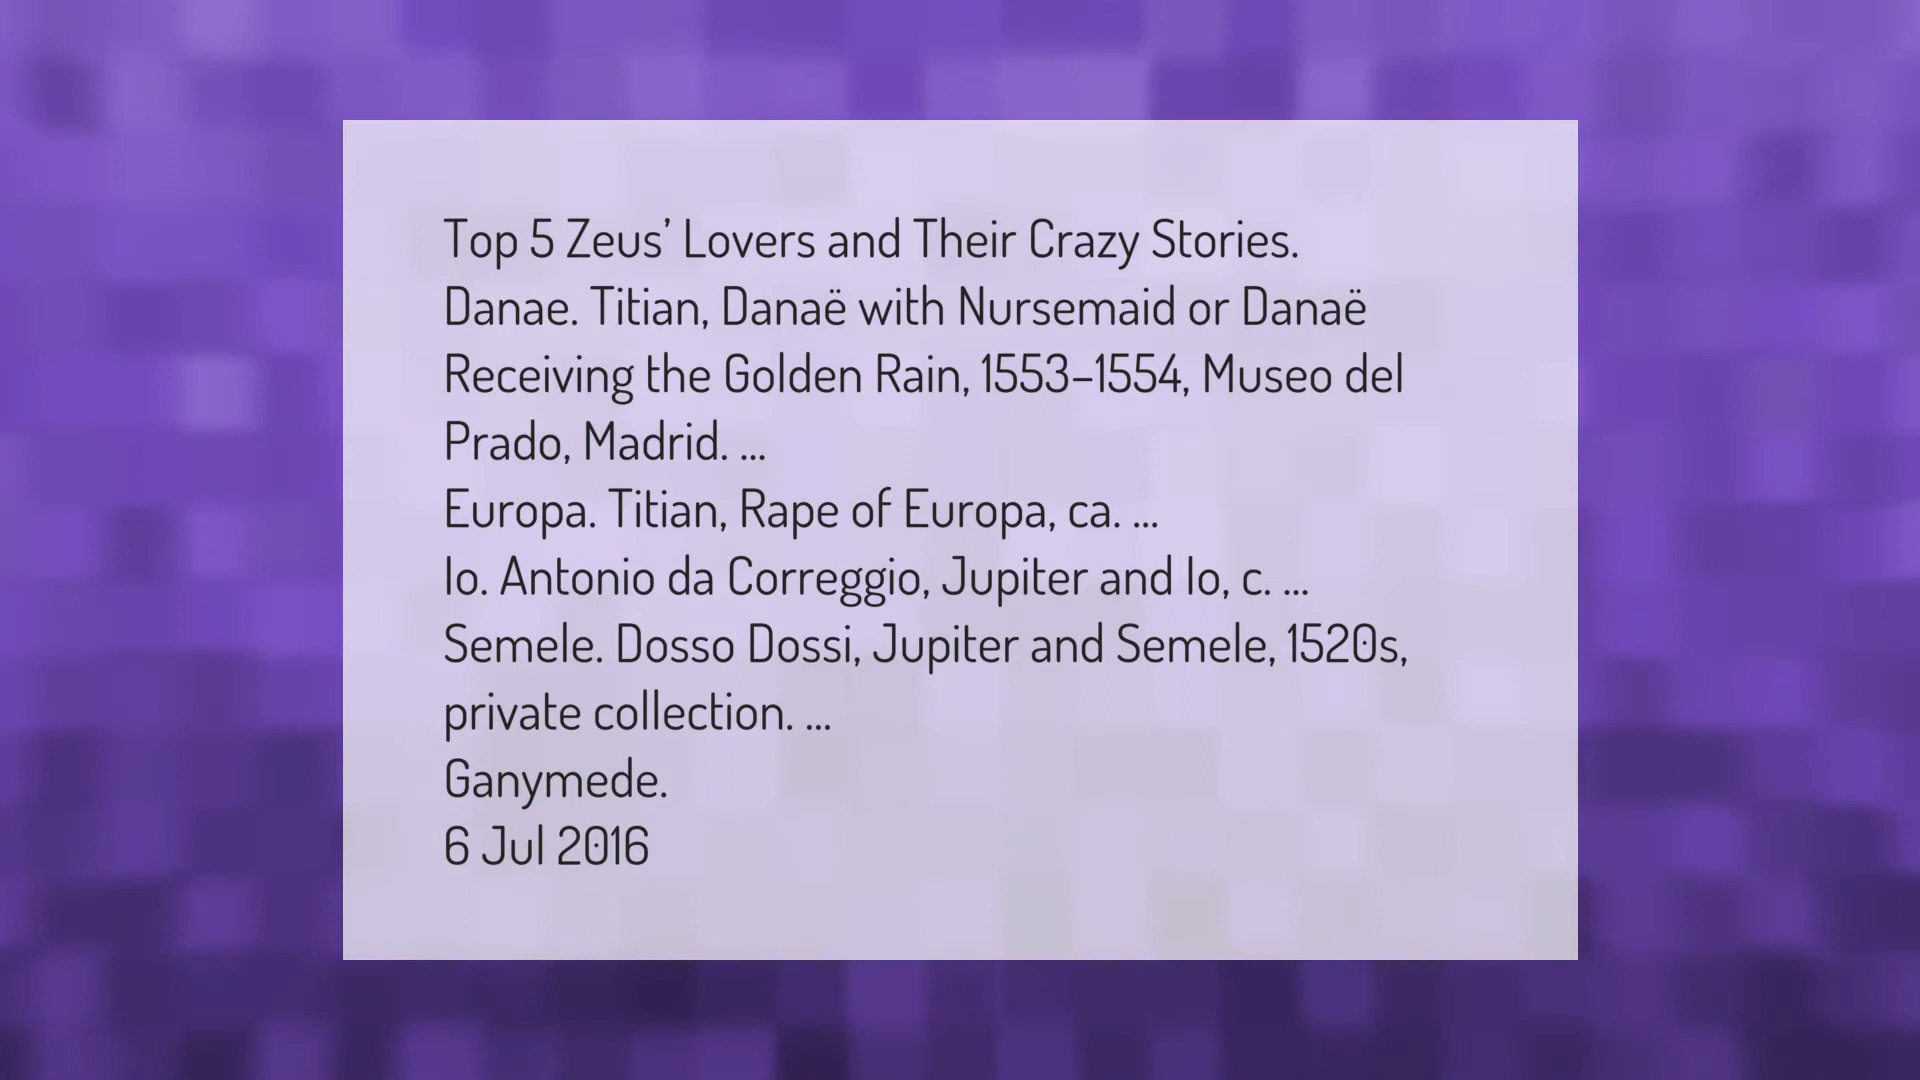 Top 5 Zeus’ Lovers and Their Crazy Stories.
Danae. Titian, Danaë with Nursemaid or Danaë
Receiving the Golden Rain, 1553–1554, Museo del
Prado, Madrid. ...
Europa. Titian, Rape of Europa, ca. ...
Io. Antonio da Correggio, Jupiter and Io, c. ...
Semele. Dosso Dossi, Jupiter and Semele, 1520s,
private collection. ...
Ganymede.
6 Jul 2016